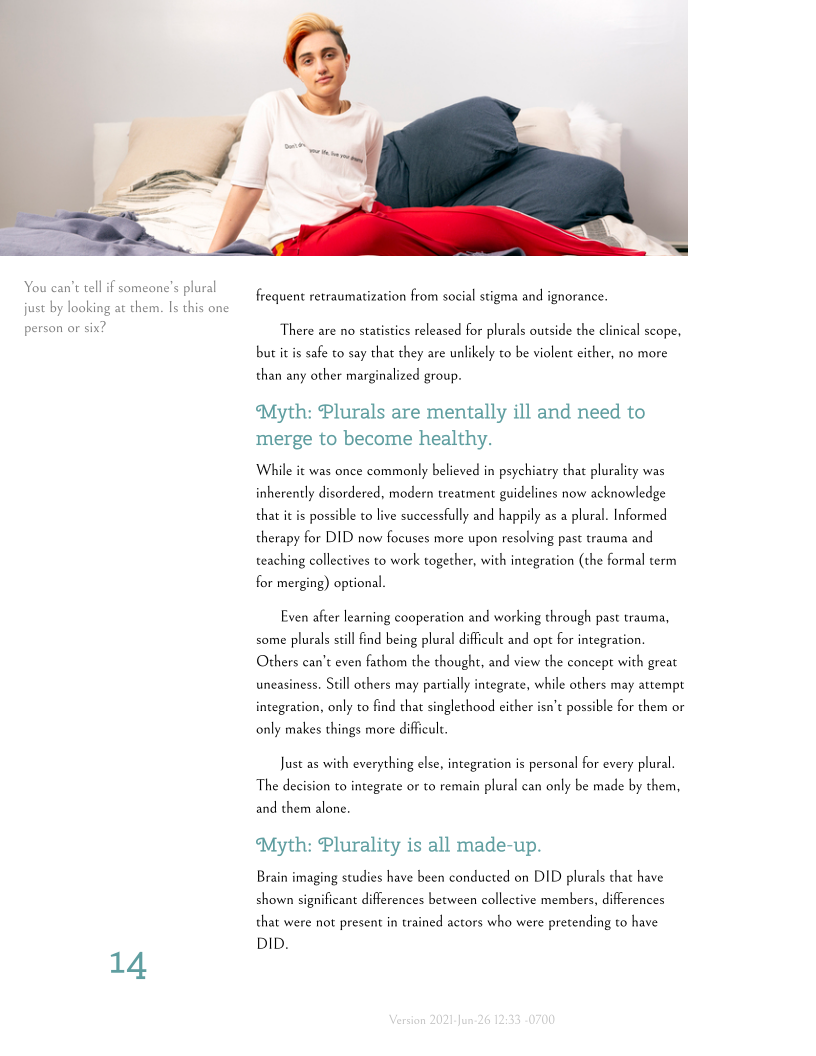 Don't
your life, live your dreams
You can't tell if someone's plural
just by looking at them. Is this one
person or six?
frequent retraumatization from social stigma and ignorance.
There are no statistics released for plurals outside the clinical scope,
but it is safe to say that they are unlikely to be violent either, no more
than any other marginalized group.
Myth: Plurals are mentally ill and need to
merge to become healthy.
While it was once commonly believed in psychiatry that plurality was
inherently disordered, modern treatment guidelines now acknowledge
that it is possible to live successfully and happily as a plural. Informed
therapy for DID now focuses more upon resolving past trauma and
teaching collectives to work together, with integration (the formal term
for merging) optional.
Even after learning cooperation and working through past trauma,
some plurals still find being plural difficult and opt for integration.
Others can't even fathom the thought, and view the concept with great
uneasiness. Still others may partially integrate, while others may attempt
integration, only to find that singlethood either isn't possible for them or
only makes things more difficult.
Just as with everything else, integration is personal for every plural.
The decision to integrate or to remain plural can only be made by them,
and them alone.
Myth: Plurality is all made-up.
Brain imaging studies have been conducted on DID plurals that have
shown significant differences between collective members, differences
that were not present in trained actors who were pretending to have
DID.
14
Version 2021-Jun-26 12:33 -0700